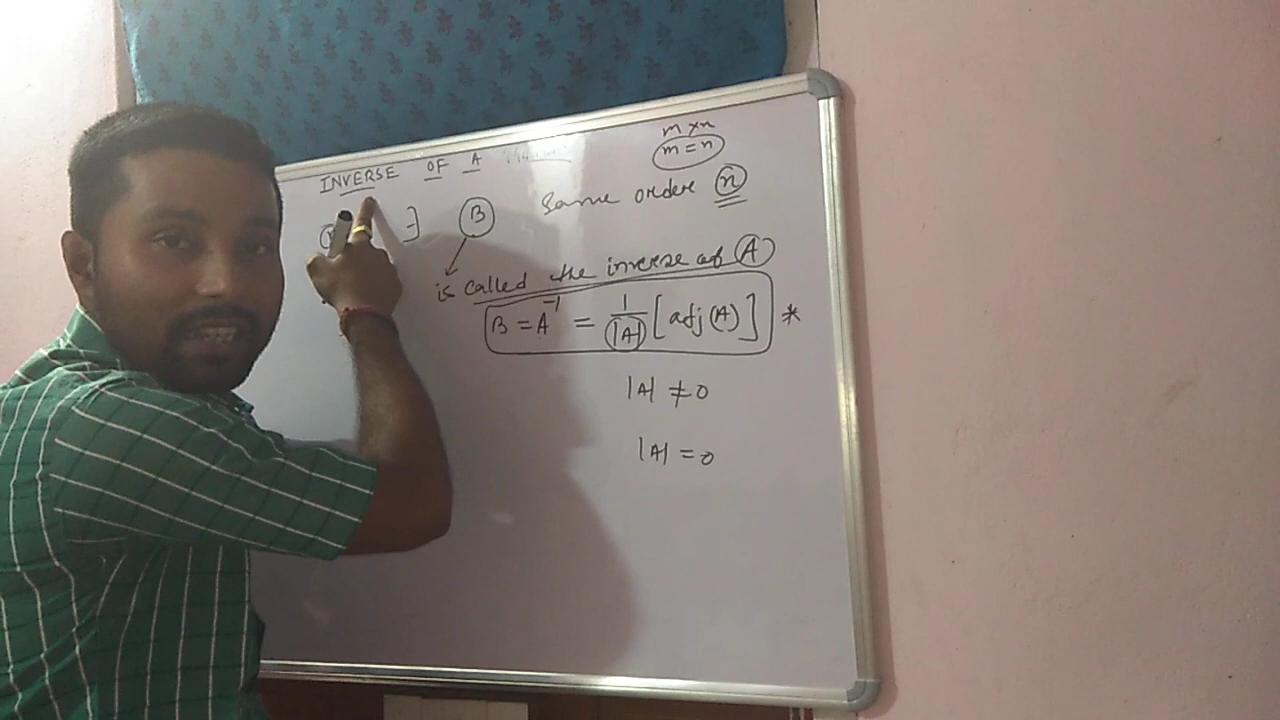 INVERSE OF A
m×n
m = n
∃ B Same order n
is called the inverse of A
B = A⁻¹ = 1/|A| [adj(A)] *
|A| ≠ 0
|A| = 0